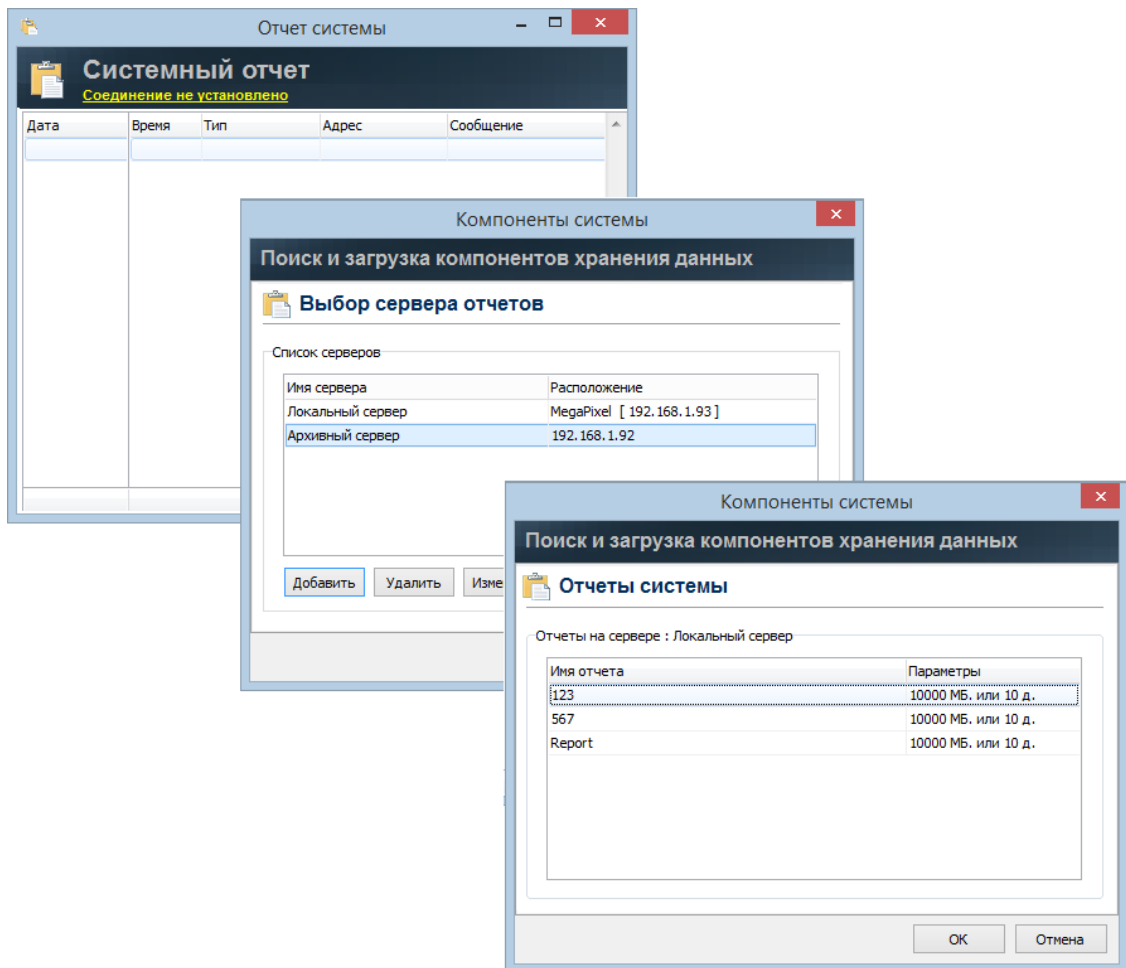 Отчет системы
Системный отчет
Соединение не установлено
Дата Время Тип Адрес Сообщение
Компоненты системы
Поиск и загрузка компонентов хранения данных
Выбор сервера отчетов
Список серверов
Имя сервера Расположение
Локальный сервер MegaPixel [ 192.168.1.93 ]
Архивный сервер 192.168.1.92
Добавить Удалить Изме
Компоненты системы
Поиск и загрузка компонентов хранения данных
Отчеты системы
Отчеты на сервере : Локальный сервер
Имя отчета Параметры
123 10000 МБ. или 10 д.
567 10000 МБ. или 10 д.
Report 10000 МБ. или 10 д.
ОК Отмена